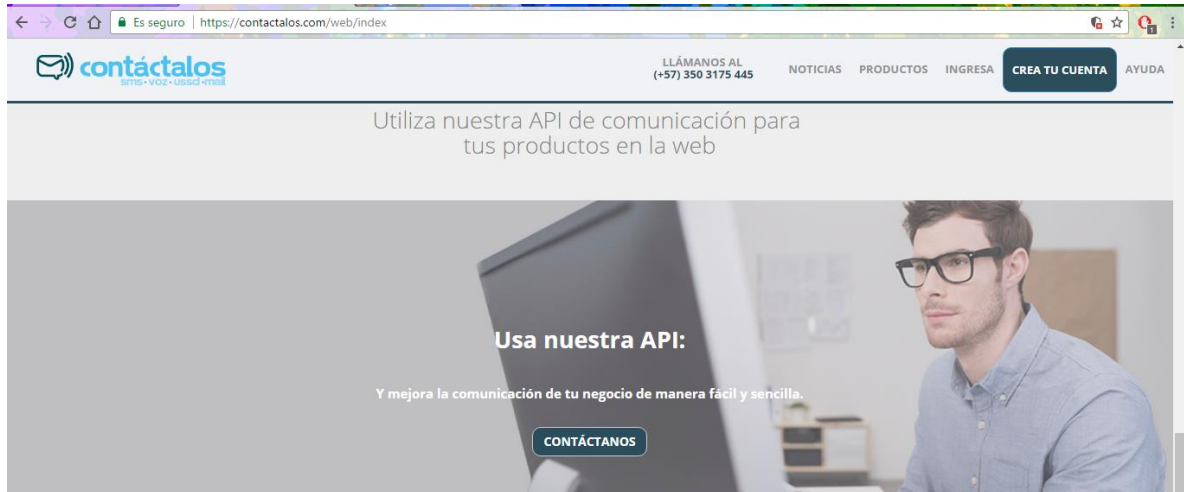 Es seguro | https://contactalos.com/web/index
1
contáctalos
sms•voz•ussd•mail
LLÁMANOS AL
(+57) 350 3175 445
NOTICIAS PRODUCTOS INGRESA CREA TU CUENTA AYUDA
Utiliza nuestra API de comunicación para
tus productos en la web
Usa nuestra API:
Y mejora la comunicación de tu negocio de manera fácil y sencilla.
CONTÁCTANOS